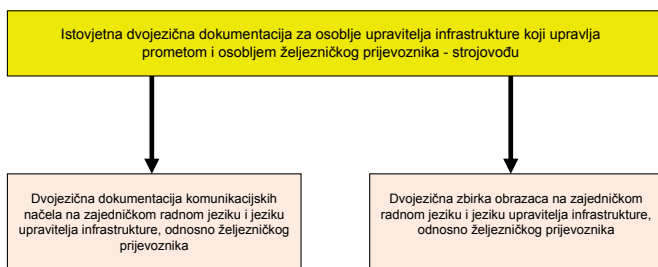 Istovjetna dvojezična dokumentacija za osoblje upravitelja infrastrukture koji upravlja
prometom i osobljem željezničkog prijevoznika - strojovođu
Dvojezična dokumentacija komunikacijskih
načela na zajedničkom radnom jeziku i jeziku
upravitelja infrastrukture, odnosno željezničkog
prijevoznika
Dvojezična zbirka obrazaca na zajedničkom
radnom jeziku i jeziku upravitelja infrastrukture,
odnosno željezničkog prijevoznika